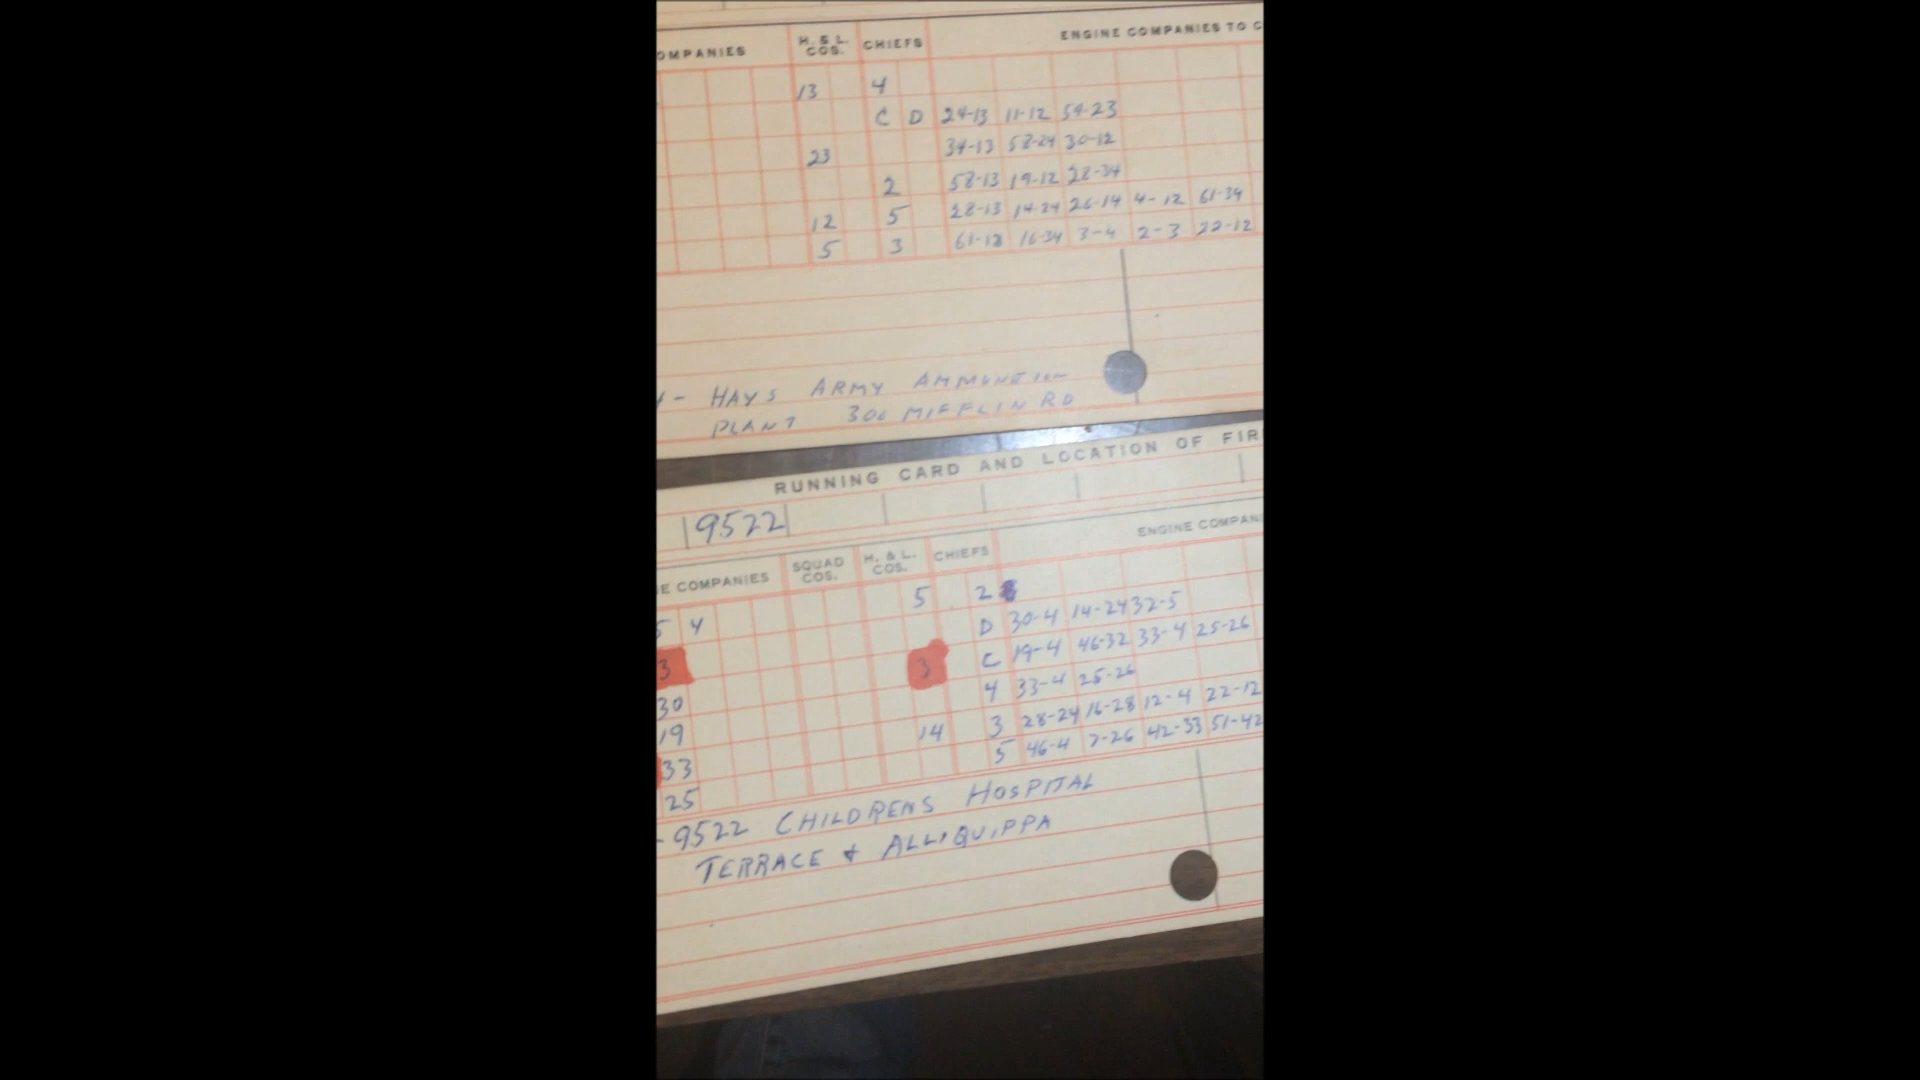 OMPANIES H. & L. COS. CHIEFS ENGINE COMPANIES TO C
13 4
C D 24-13 11-12 59-23
34-13 58-24 30-12
23
2 58-13 19-12 28-34
12 5 28-13 14-24 26-14 4-12 61-34
5 3 61-18 16-34 3-4 2-3 22-12
- HAYS ARMY AMMUNITION
PLANT 300 MIFFLIN RD
RUNNING CARD AND LOCATION OF FIR
9522
E COMPANIES SQUAD COS. H. & L. COS. CHIEFS ENGINE COMPAN
5 4 5 2
3 D 30-4 14-24 32-5
30 3 C 19-4 46-32 33-4 25-26
19 4 33-4 25-26
33 14 3 28-24 16-28 12-4 22-12
25 5 46-4 7-26 42-33 51-42
-9522 CHILDRENS HOSPITAL
TERRACE & ALLIQUIPPA